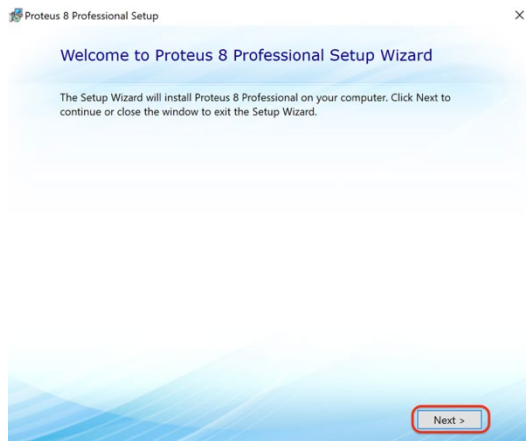 Proteus 8 Professional Setup
Welcome to Proteus 8 Professional Setup Wizard
The Setup Wizard will install Proteus 8 Professional on your computer. Click Next to
continue or close the window to exit the Setup Wizard.
Next >